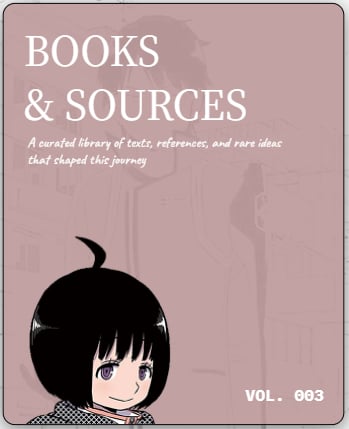 BOOKS
& SOURCES
A curated library of texts, references, and rare ideas
that shaped this journey
VOL. 003